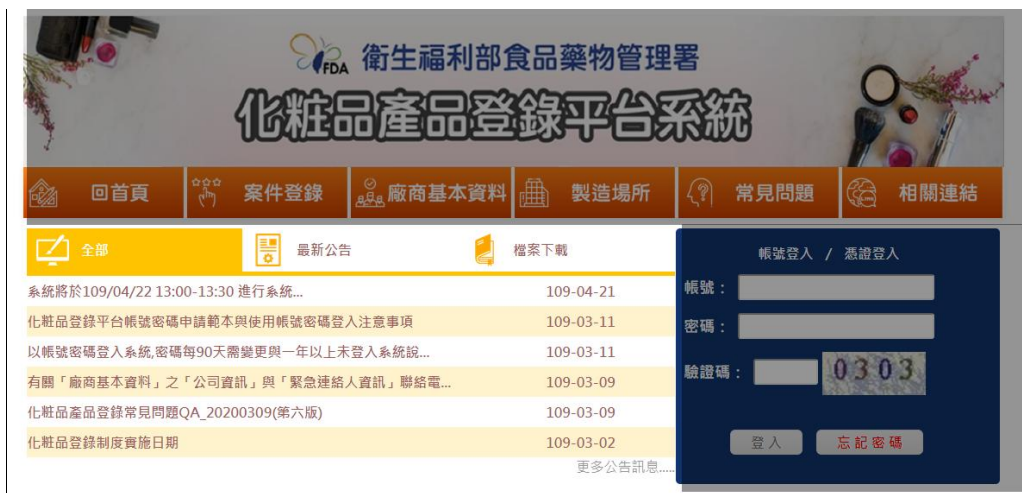 FDA 衛生福利部食品藥物管理署
化粧品產品登錄平台系統
回首頁 案件登錄 廠商基本資料 製造場所 常見問題 相關連結
全部 最新公告 檔案下載
系統將於109/04/22 13:00-13:30 進行系統... 109-04-21
化粧品登錄平台帳號密碼申請範本與使用帳號密碼登入注意事項 109-03-11
以帳號密碼登入系統,密碼每90天需變更與一年以上未登入系統說... 109-03-11
有關「廠商基本資料」之「公司資訊」與「緊急連絡人資訊」聯絡電... 109-03-09
化粧品產品登錄常見問題QA_20200309(第六版) 109-03-09
化粧品登錄制度實施日期 109-03-02
更多公告訊息.....
帳號登入 / 憑證登入
帳號：
密碼：
驗證碼： 0303
登入 忘記密碼